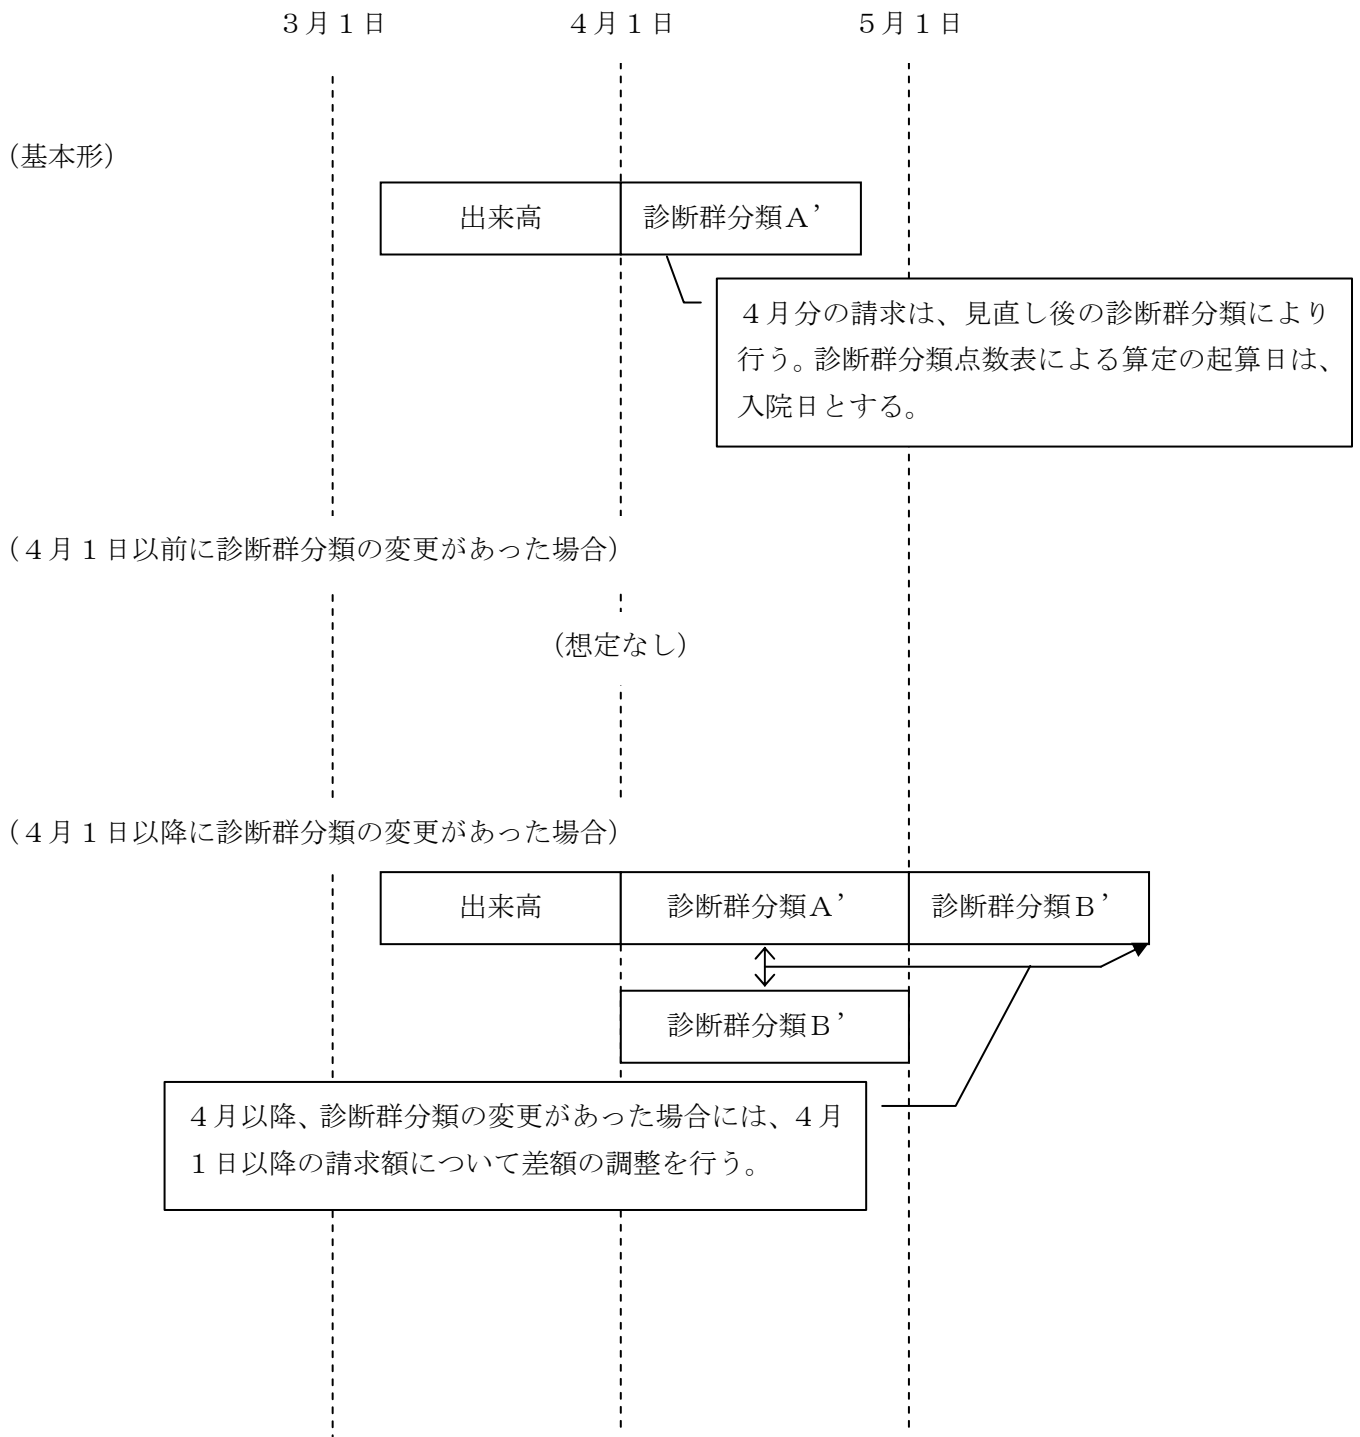 ３月１日 ４月１日 ５月１日
（基本形）
出来高 診断群分類Ａ’
４月分の請求は、見直し後の診断群分類により
行う。診断群分類点数表による算定の起算日は、
入院日とする。
（４月１日以前に診断群分類の変更があった場合）
（想定なし）
（４月１日以降に診断群分類の変更があった場合）
出来高 診断群分類Ａ’ 診断群分類Ｂ’
診断群分類Ｂ’
４月以降、診断群分類の変更があった場合には、４月
１日以降の請求額について差額の調整を行う。